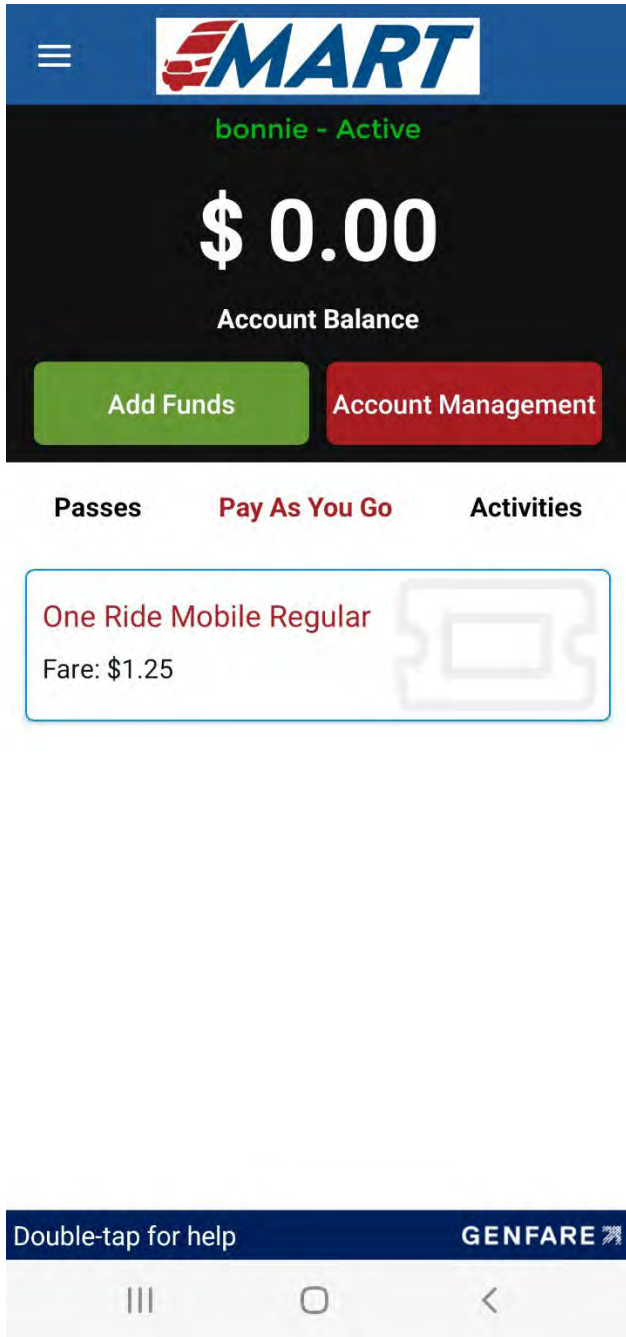 MART
bonnie - Active
$ 0.00
Account Balance
Add Funds Account Management
Passes Pay As You Go Activities
One Ride Mobile Regular
Fare: $1.25
Double-tap for help GENFARE